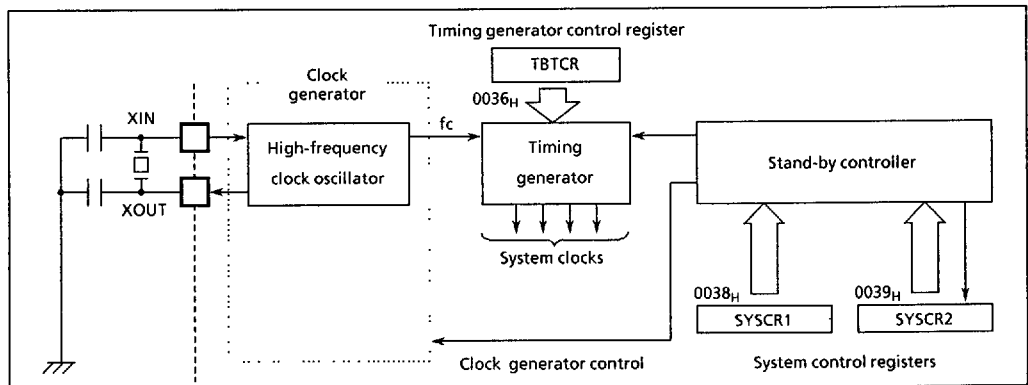 Timing generator control register
TBTCR
0036H
Clock
generator
XIN
fc
High-frequency
clock oscillator
Timing
generator
Stand-by controller
XOUT
System clocks
0038H
0039H
SYSCR1
SYSCR2
Clock generator control
System control registers